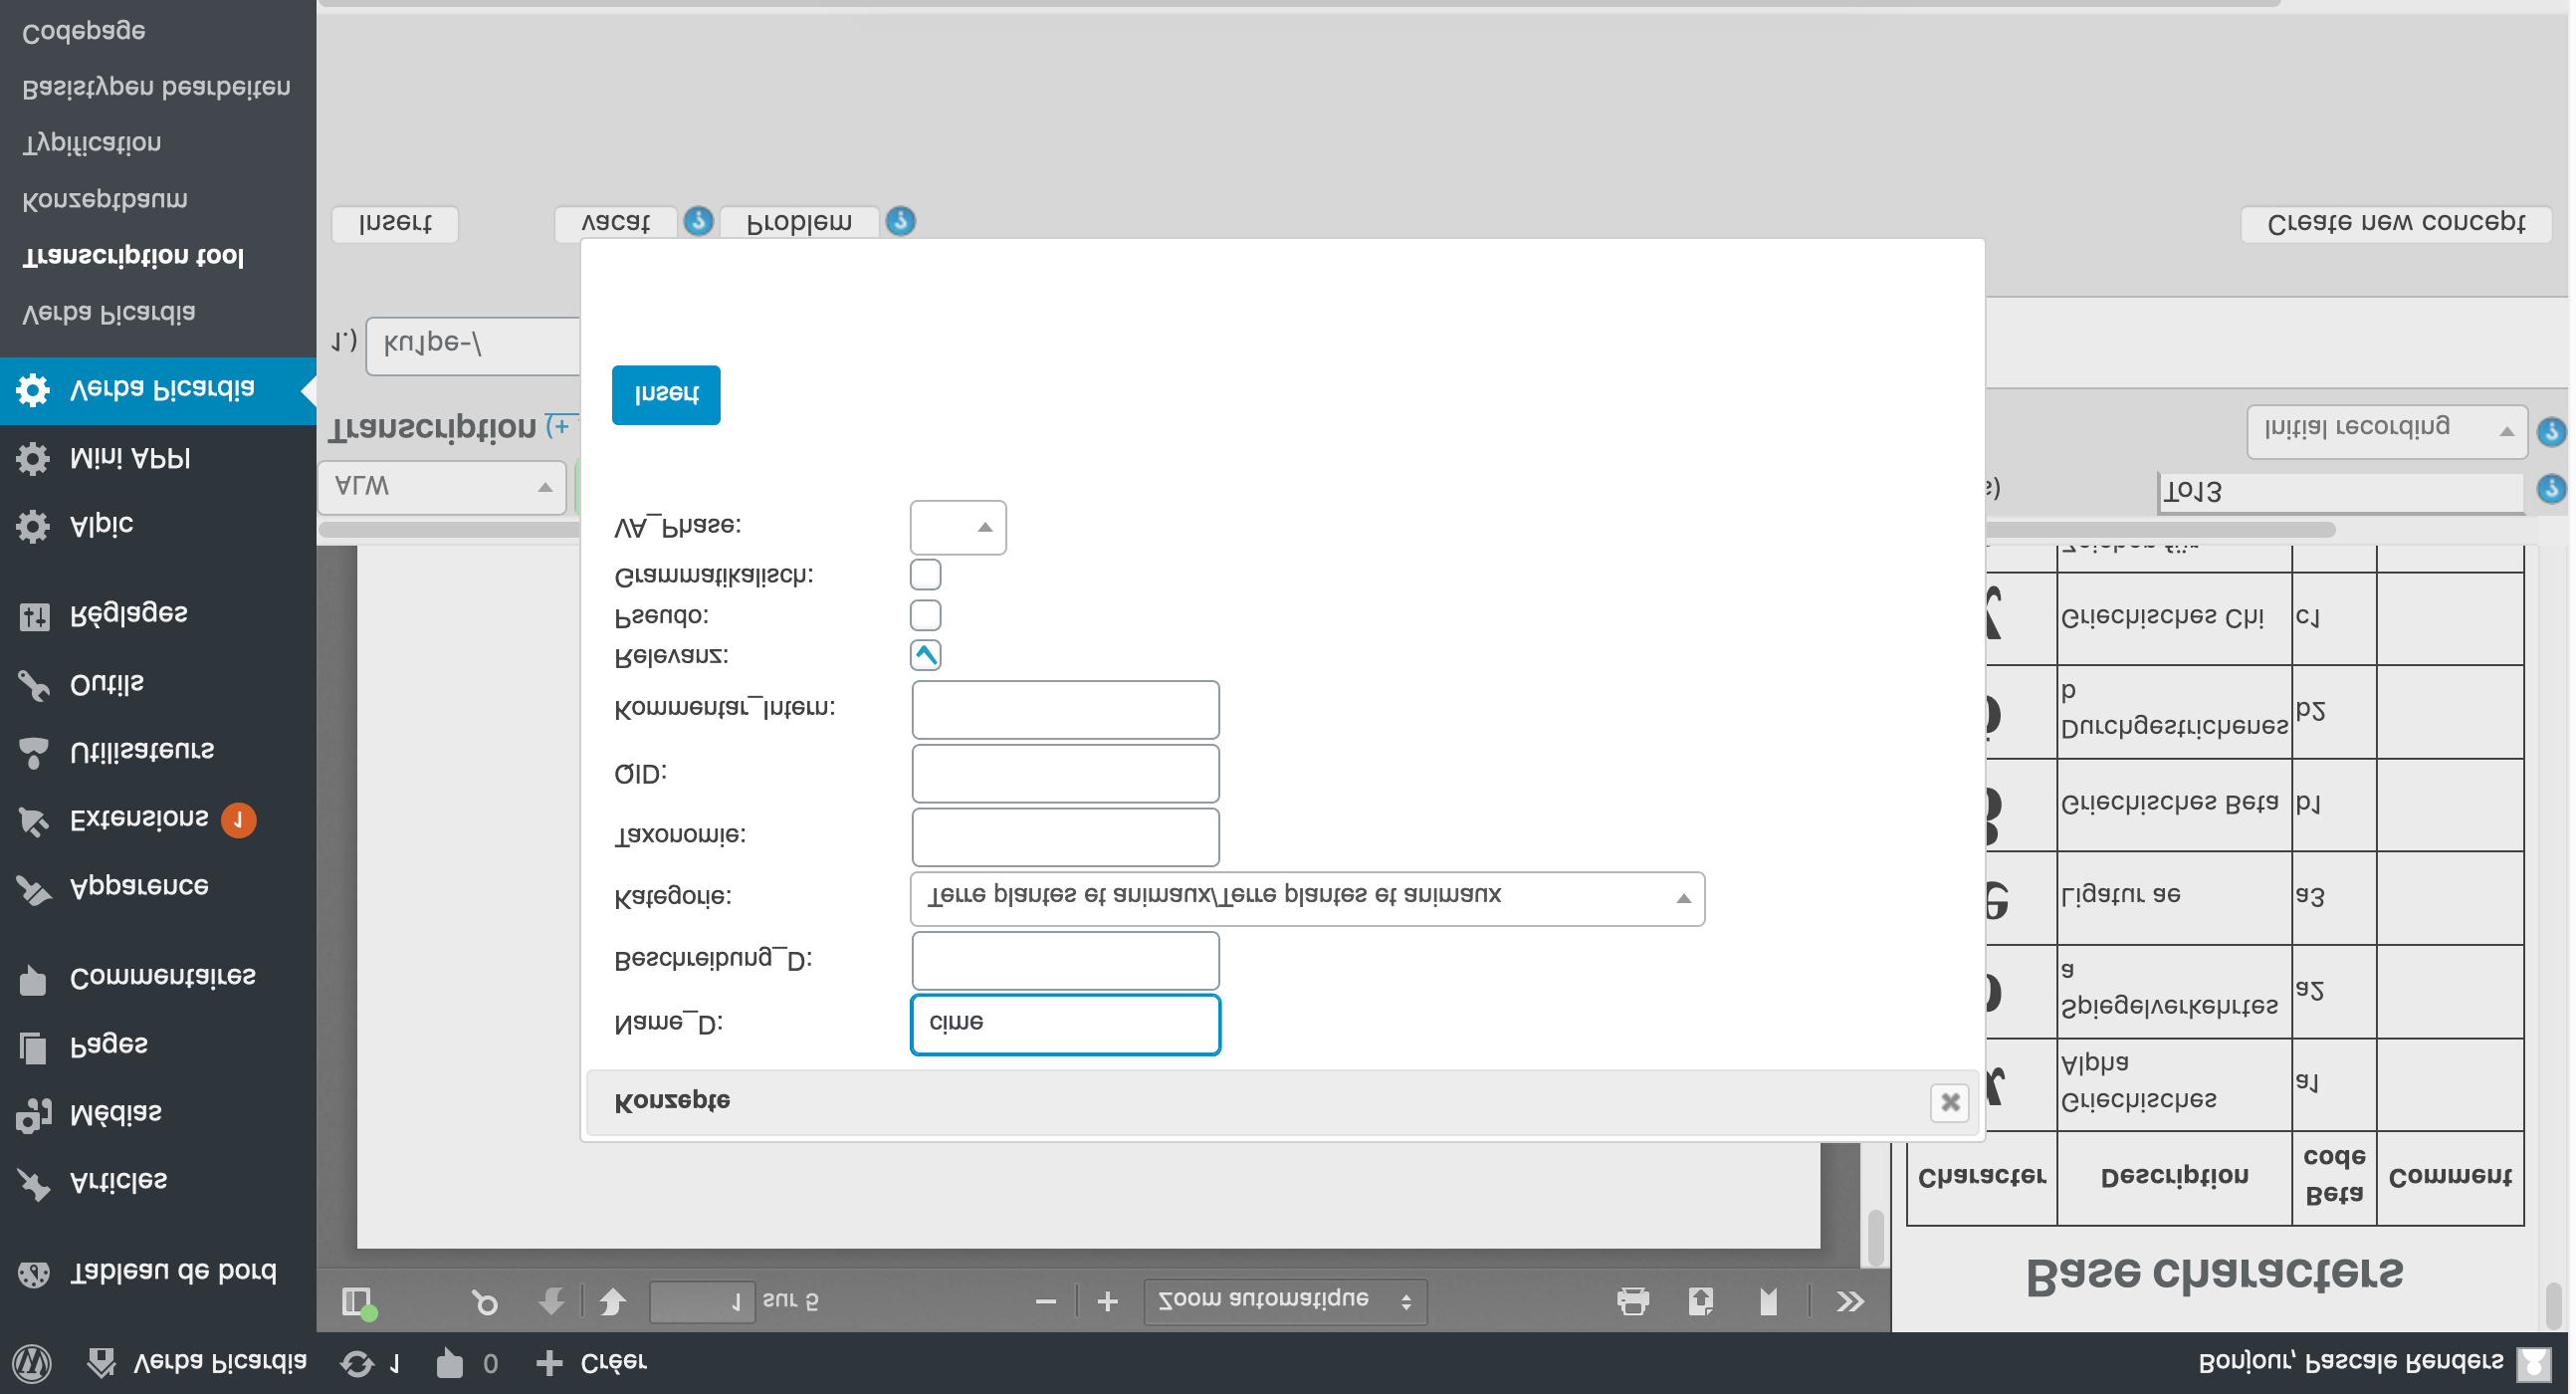 Verba Picardia 1 0 Créer Bonjour, Pascale Renders
Tableau de bord
Articles
Médias
Pages
Commentaires
Apparence
Extensions 1
Utilisateurs
Outils
Réglages
Alpic
Mini APPI
Verba Picardia
Verba Picardia
Transcription tool
Konzeptbaum
Typification
Basistypen bearbeiten
Codepage
1 sur 5 Zoom automatique
Base characters
Character Description Beta code Comment
Griechisches Alpha a1
Spiegelverkehrtes a a2
Ligatur ae a3
Griechisches Beta b1
Durchgestrichenes b b2
Griechisches Chi c1
Konzepte
Name_D: cime
Beschreibung_D:
Kategorie: Terre plantes et animaux/Terre plantes et animaux
Taxonomie:
QID:
Kommentar_Intern:
Relevanz:
Pseudo:
Grammatikalisch:
VA_Phase:
Insert
ALW To13
Transcription (+ Initial recording
1.) ku1pe-/
Insert vacat Problem Create new concept